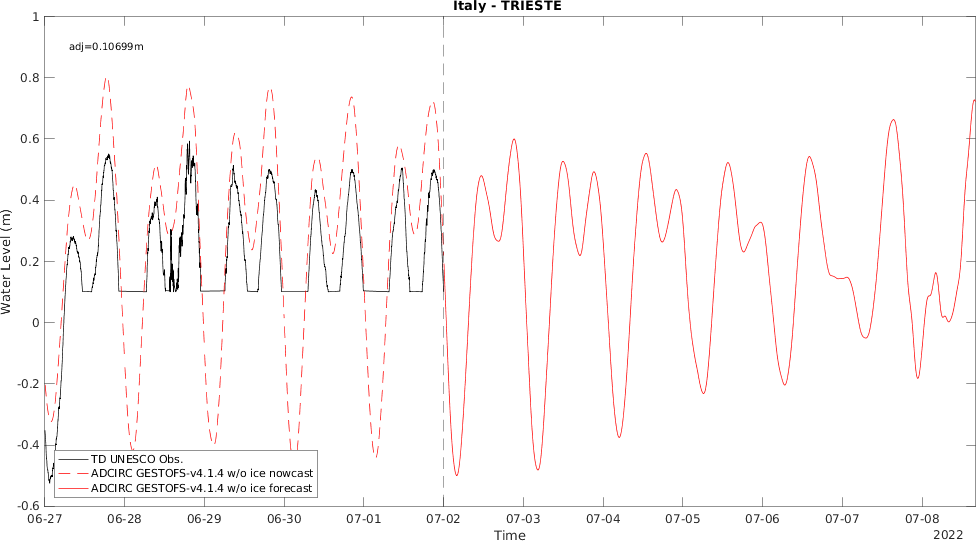 Italy - TRIESTE
adj=0.10699m
1
0.8
0.6
0.4
0.2
0
-0.2
-0.4
-0.6
Water Level (m)
TD UNESCO Obs.
ADCIRC GESTOFS-v4.1.4 w/o ice nowcast
ADCIRC GESTOFS-v4.1.4 w/o ice forecast
06-27 06-28 06-29 06-30 07-01 07-02 07-03 07-04 07-05 07-06 07-07 07-08
Time
2022